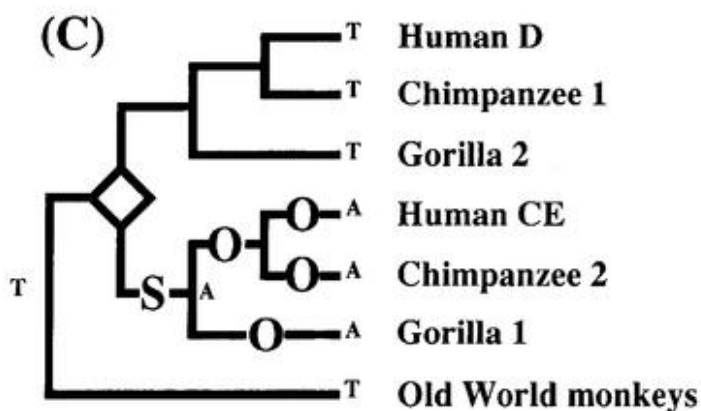 (C)
T Human D
T Chimpanzee 1
T Gorilla 2
O A Human CE
O
O A Chimpanzee 2
T S A
O A Gorilla 1
T Old World monkeys